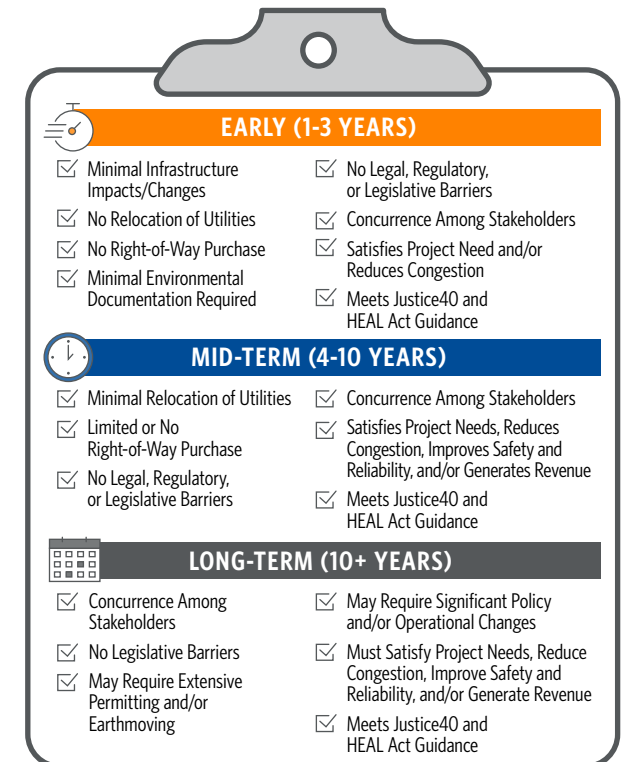 EARLY (1-3 YEARS)
Minimal Infrastructure
Impacts/Changes
No Relocation of Utilities
No Right-of-Way Purchase
Minimal Environmental
Documentation Required
No Legal, Regulatory,
or Legislative Barriers
Concurrence Among Stakeholders
Satisfies Project Need and/or
Reduces Congestion
Meets Justice40 and
HEAL Act Guidance
MID-TERM (4-10 YEARS)
Minimal Relocation of Utilities
Limited or No
Right-of-Way Purchase
No Legal, Regulatory,
or Legislative Barriers
Concurrence Among Stakeholders
Satisfies Project Needs, Reduces
Congestion, Improves Safety and
Reliability, and/or Generates Revenue
Meets Justice40 and
HEAL Act Guidance
LONG-TERM (10+ YEARS)
Concurrence Among
Stakeholders
No Legislative Barriers
May Require Extensive
Permitting and/or
Earthmoving
May Require Significant Policy
and/or Operational Changes
Must Satisfy Project Needs, Reduce
Congestion, Improve Safety and
Reliability, and/or Generate Revenue
Meets Justice40 and
HEAL Act Guidance